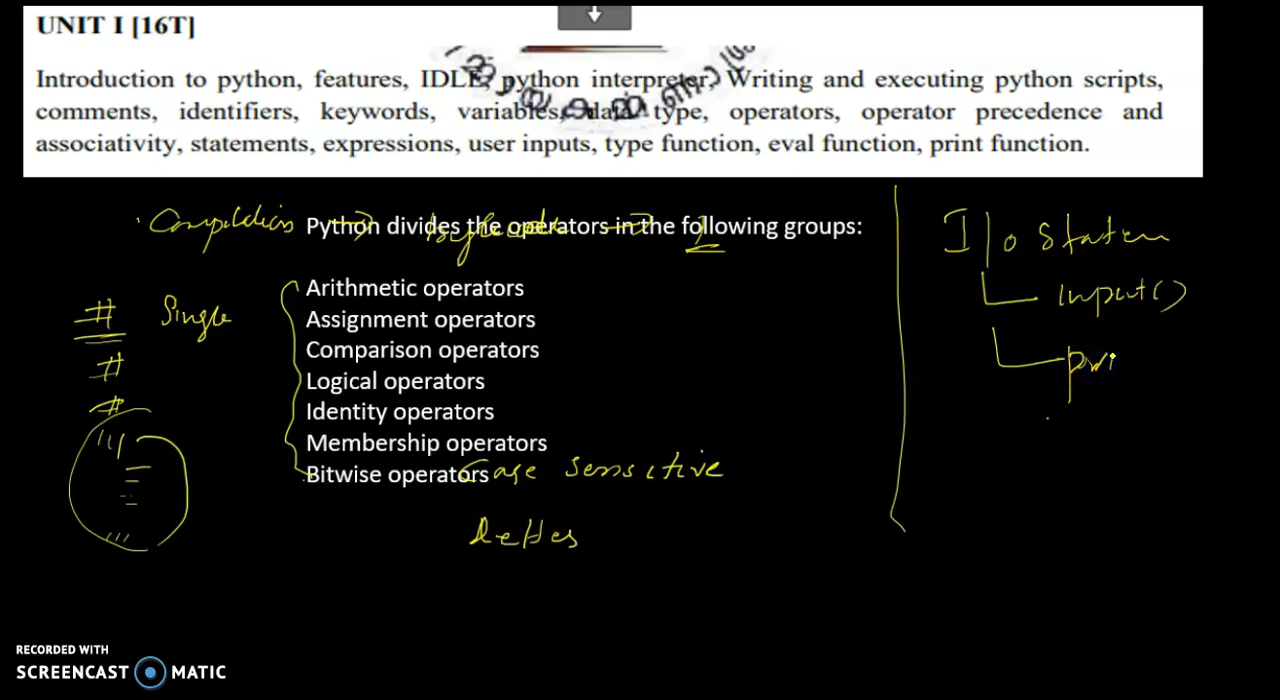 UNIT I [16T]
Introduction to python, features, IDLE, python interpreter, Writing and executing python scripts,
comments, identifiers, keywords, variables, data type, operators, operator precedence and
associativity, statements, expressions, user inputs, type function, eval function, print function.
Python divides the operators in the following groups:
Arithmetic operators
Assignment operators
Comparison operators
Logical operators
Identity operators
Membership operators
Bitwise operators
Case sensitive
# Single
#
#
I/o Statem
input()
pri
RECORDED WITH
SCREENCAST MATIC